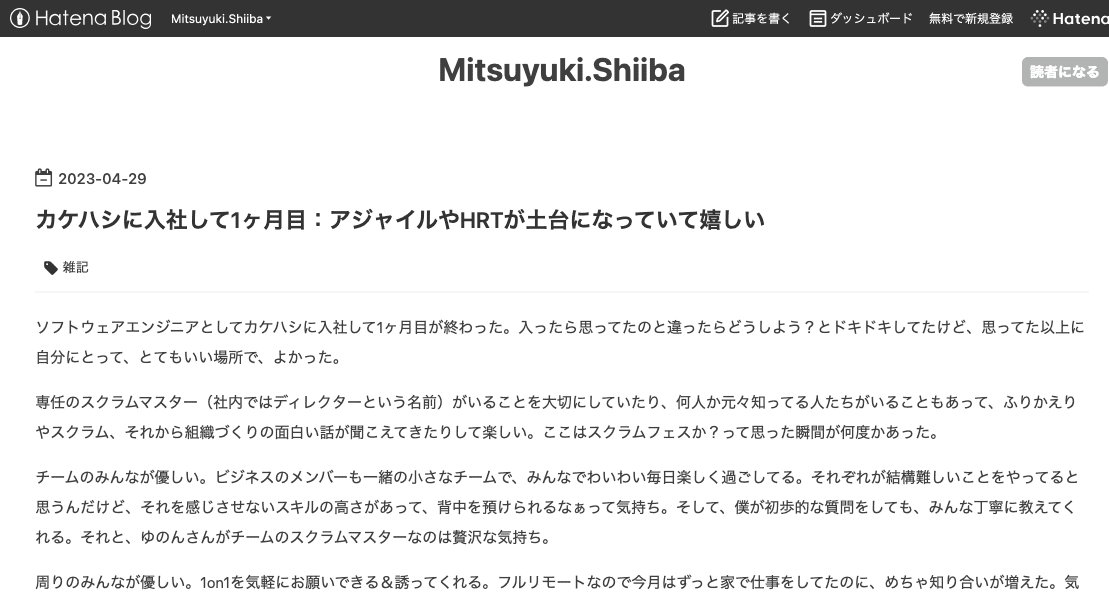 Hatena Blog Mitsuyuki.Shiiba 記事を書く ダッシュボード 無料で新規登録 Hatena
Mitsuyuki.Shiiba
読者になる
2023-04-29
カケハシに入社して1ヶ月目：アジャイルやHRTが土台になっていて嬉しい
雑記
ソフトウェアエンジニアとしてカケハシに入社して1ヶ月目が終わった。入ったら思ってたのと違ったらどうしよう？とドキドキしてたけど、思ってた以上に
自分にとって、とてもいい場所で、よかった。
専任のスクラムマスター（社内ではディレクターという名前）がいることを大切にしていたり、何人か元々知ってる人たちがいることもあって、ふりかえり
やスクラム、それから組織づくりの面白い話が聞こえてきたりして楽しい。ここはスクラムフェスか？って思った瞬間が何度かあった。
チームのみんなが優しい。ビジネスのメンバーも一緒の小さなチームで、みんなでわいわい毎日楽しく過ごしてる。それぞれが結構難しいことをやってると
思うんだけど、それを感じさせないスキルの高さがあって、背中を預けられるなぁって気持ち。そして、僕が初歩的な質問をしても、みんな丁寧に教えてく
れる。それと、ゆのんさんがチームのスクラムマスターなのは贅沢な気持ち。
周りのみんなが優しい。1on1を気軽にお願いできる＆誘ってくれる。フルリモートなので今月はずっと家で仕事をしてたのに、めちゃ知り合いが増えた。気